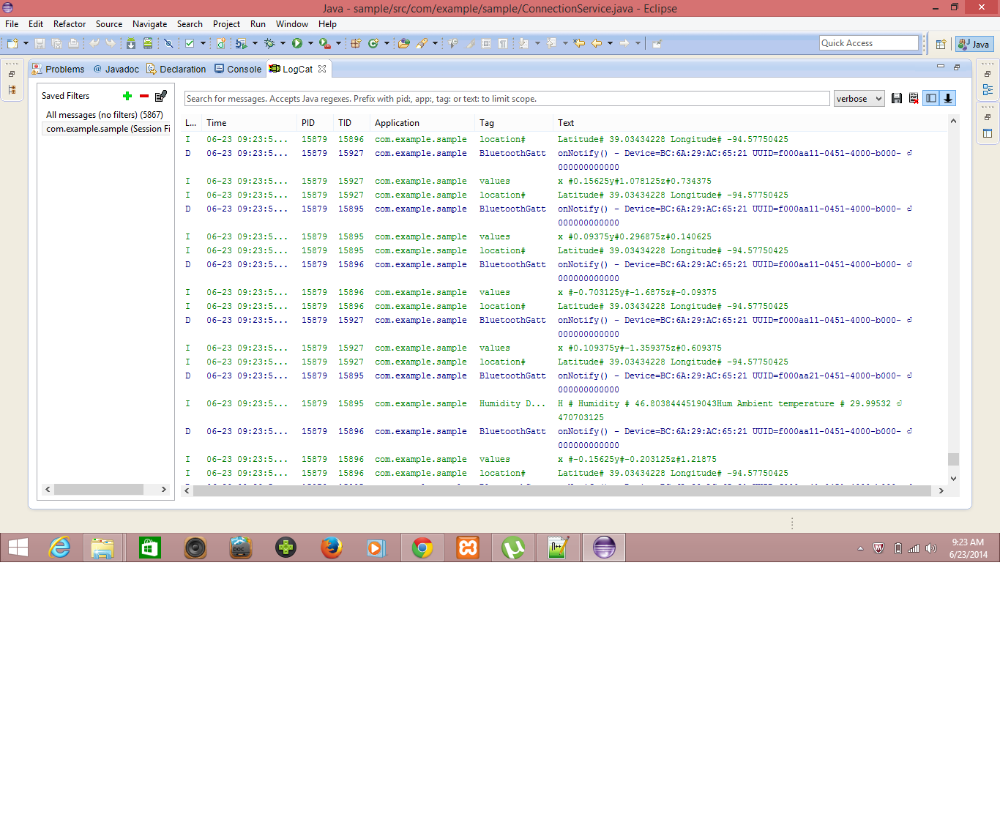 Java - sample/src/com/example/sample/ConnectionService.java - Eclipse
File Edit Refactor Source Navigate Search Project Run Window Help
Quick Access
Java
Problems @ Javadoc Declaration Console LogCat
Saved Filters
All messages (no filters) (5867)
com.example.sample (Session Fi
Search for messages. Accepts Java regexes. Prefix with pid:, app:, tag: or text: to limit scope.
verbose
L... Time PID TID Application Tag Text
I 06-23 09:23:5... 15879 15896 com.example.sample location# Latitude# 39.03434228 Longitude# -94.57750425
D 06-23 09:23:5... 15879 15927 com.example.sample BluetoothGatt onNotify() - Device=BC:6A:29:AC:65:21 UUID=f000aa11-0451-4000-b000-
000000000000
I 06-23 09:23:5... 15879 15927 com.example.sample values x #0.15625y#1.078125z#0.734375
I 06-23 09:23:5... 15879 15927 com.example.sample location# Latitude# 39.03434228 Longitude# -94.57750425
D 06-23 09:23:5... 15879 15895 com.example.sample BluetoothGatt onNotify() - Device=BC:6A:29:AC:65:21 UUID=f000aa11-0451-4000-b000-
000000000000
I 06-23 09:23:5... 15879 15895 com.example.sample values x #0.09375y#0.296875z#0.140625
I 06-23 09:23:5... 15879 15895 com.example.sample location# Latitude# 39.03434228 Longitude# -94.57750425
D 06-23 09:23:5... 15879 15896 com.example.sample BluetoothGatt onNotify() - Device=BC:6A:29:AC:65:21 UUID=f000aa11-0451-4000-b000-
000000000000
I 06-23 09:23:5... 15879 15896 com.example.sample values x #-0.703125y#-1.6875z#-0.09375
I 06-23 09:23:5... 15879 15896 com.example.sample location# Latitude# 39.03434228 Longitude# -94.57750425
D 06-23 09:23:5... 15879 15927 com.example.sample BluetoothGatt onNotify() - Device=BC:6A:29:AC:65:21 UUID=f000aa11-0451-4000-b000-
000000000000
I 06-23 09:23:5... 15879 15927 com.example.sample values x #0.109375y#-1.359375z#0.609375
I 06-23 09:23:5... 15879 15927 com.example.sample location# Latitude# 39.03434228 Longitude# -94.57750425
D 06-23 09:23:5... 15879 15895 com.example.sample BluetoothGatt onNotify() - Device=BC:6A:29:AC:65:21 UUID=f000aa21-0451-4000-b000-
000000000000
I 06-23 09:23:5... 15879 15895 com.example.sample Humidity D... H # Humidity # 46.8038444519043Hum Ambient temperature # 29.99532
470703125
D 06-23 09:23:5... 15879 15896 com.example.sample BluetoothGatt onNotify() - Device=BC:6A:29:AC:65:21 UUID=f000aa11-0451-4000-b000-
000000000000
I 06-23 09:23:5... 15879 15896 com.example.sample values x #-0.15625y#-0.203125z#1.21875
I 06-23 09:23:5... 15879 15896 com.example.sample location# Latitude# 39.03434228 Longitude# -94.57750425
DOC
9:23 AM
6/23/2014